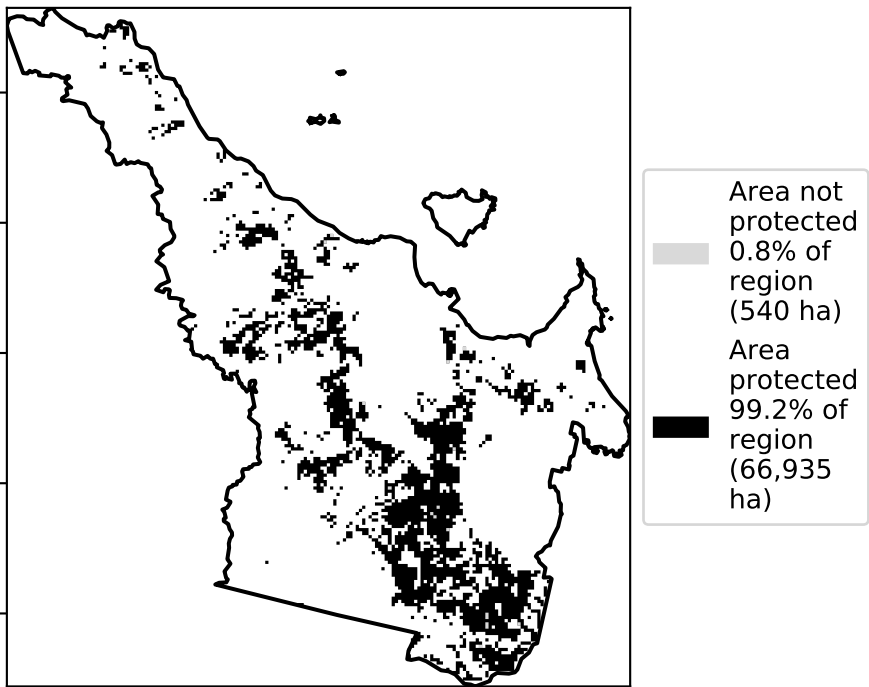 Area not
protected
0.8% of
region
(540 ha)
Area
protected
99.2% of
region
(66,935
ha)